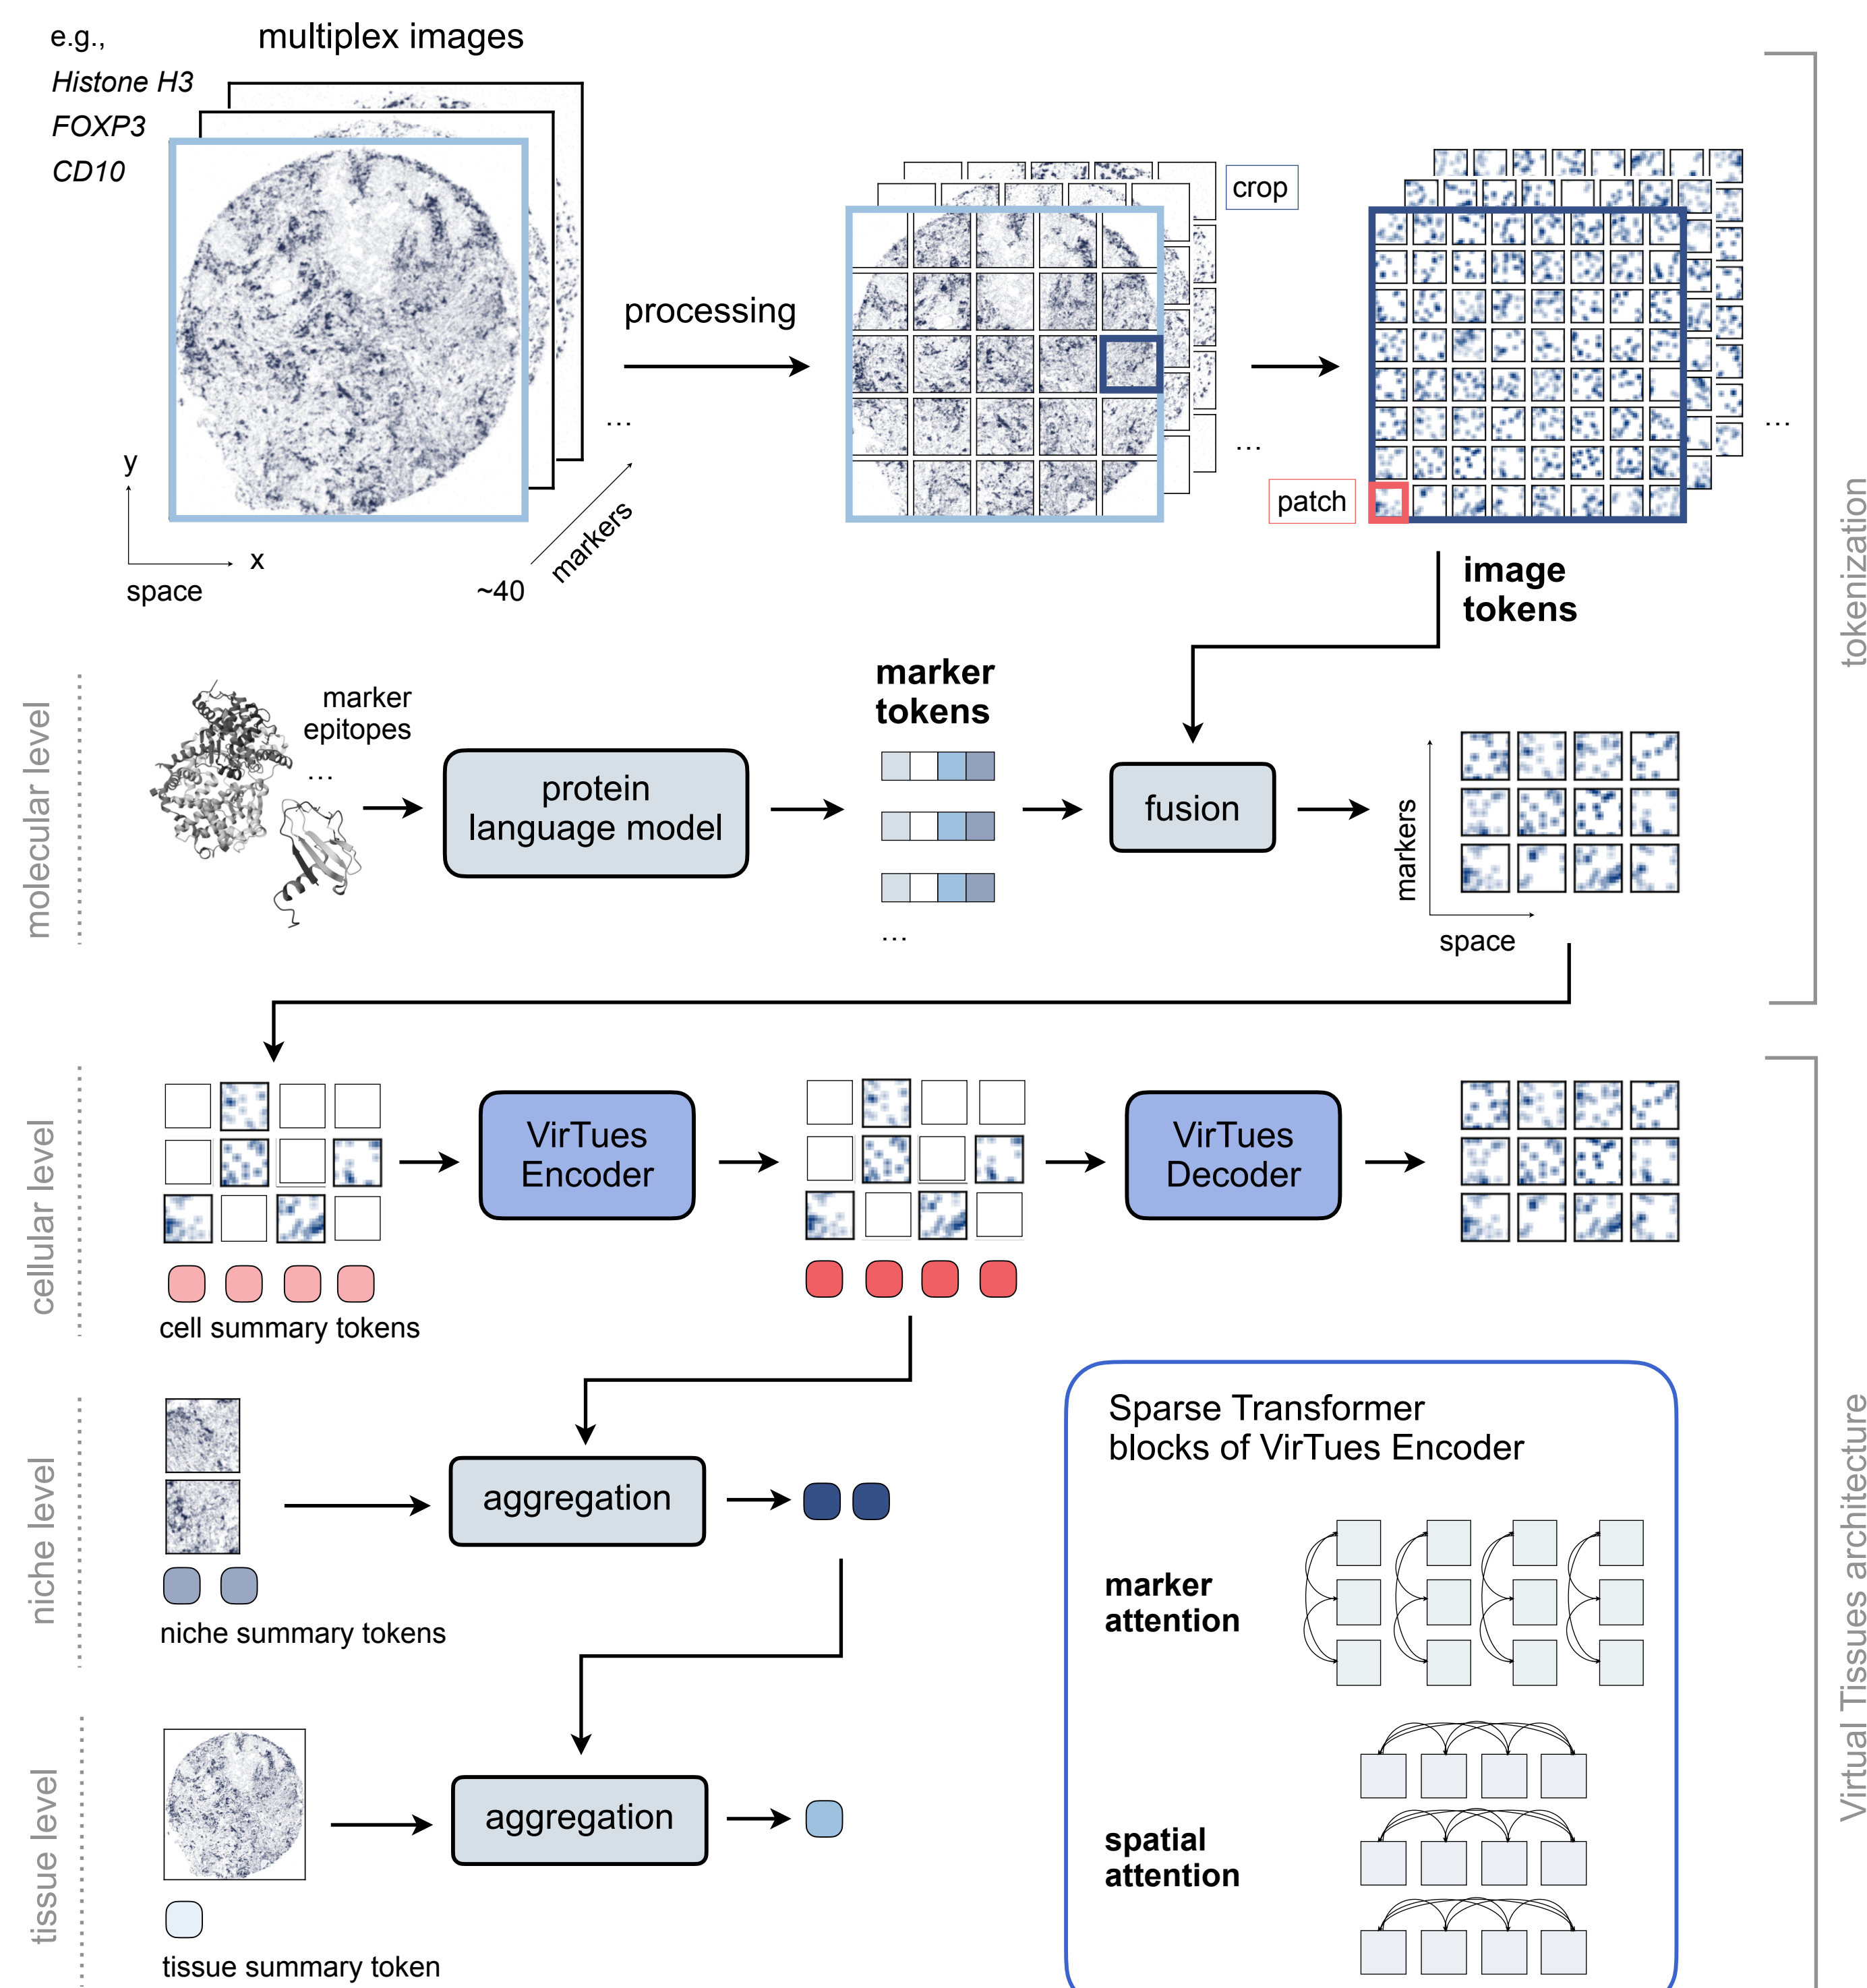 e.g.,
multiplex images
Histone H3
FOXP3
CD10
crop
processing
...
...
...
patch
y
x
space
~40
markers
image
tokens
tokenization
molecular level
marker
epitopes
...
protein
language model
marker
tokens
...
fusion
markers
space
cellular level
VirTues
Encoder
VirTues
Decoder
cell summary tokens
niche level
aggregation
niche summary tokens
tissue level
aggregation
tissue summary token
Sparse Transformer
blocks of VirTues Encoder
marker
attention
spatial
attention
Virtual Tissues architecture